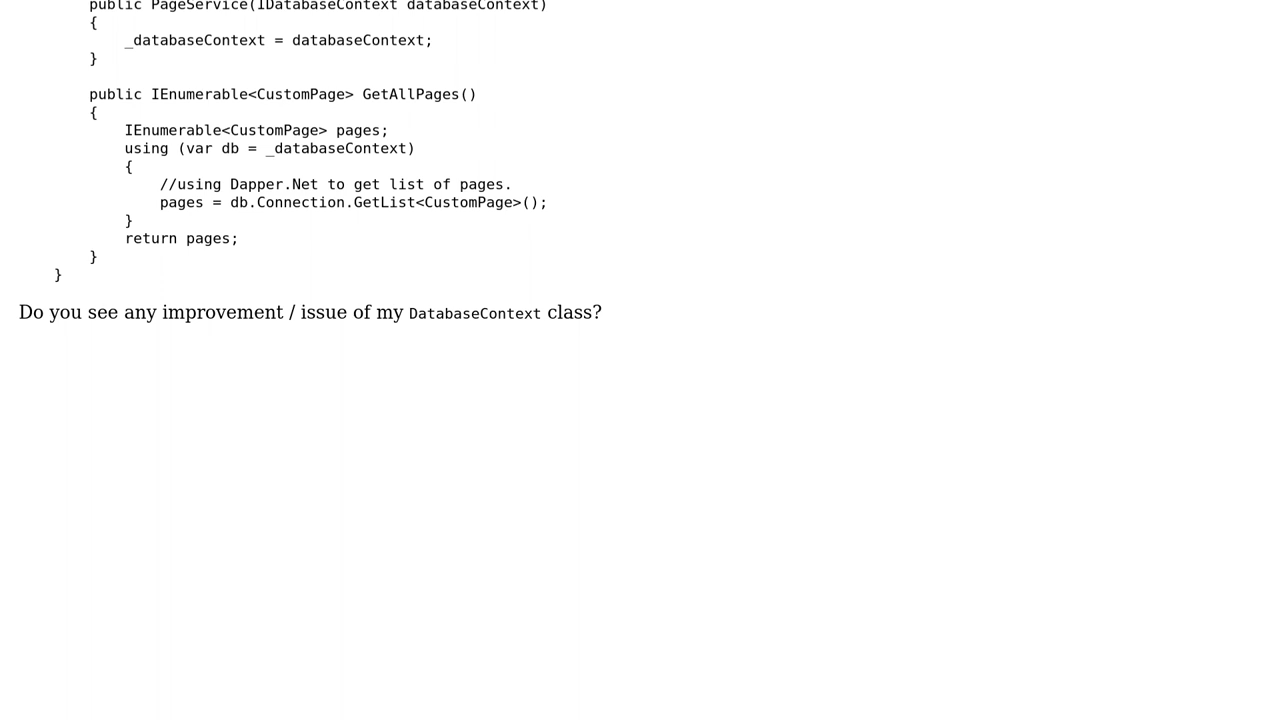 public PageService(IDatabaseContext databaseContext)
{
_databaseContext = databaseContext;
}
public IEnumerable<CustomPage> GetAllPages()
{
IEnumerable<CustomPage> pages;
using (var db = _databaseContext)
{
//using Dapper.Net to get list of pages.
pages = db.Connection.GetList<CustomPage>();
}
return pages;
}
}
Do you see any improvement / issue of my DatabaseContext class?